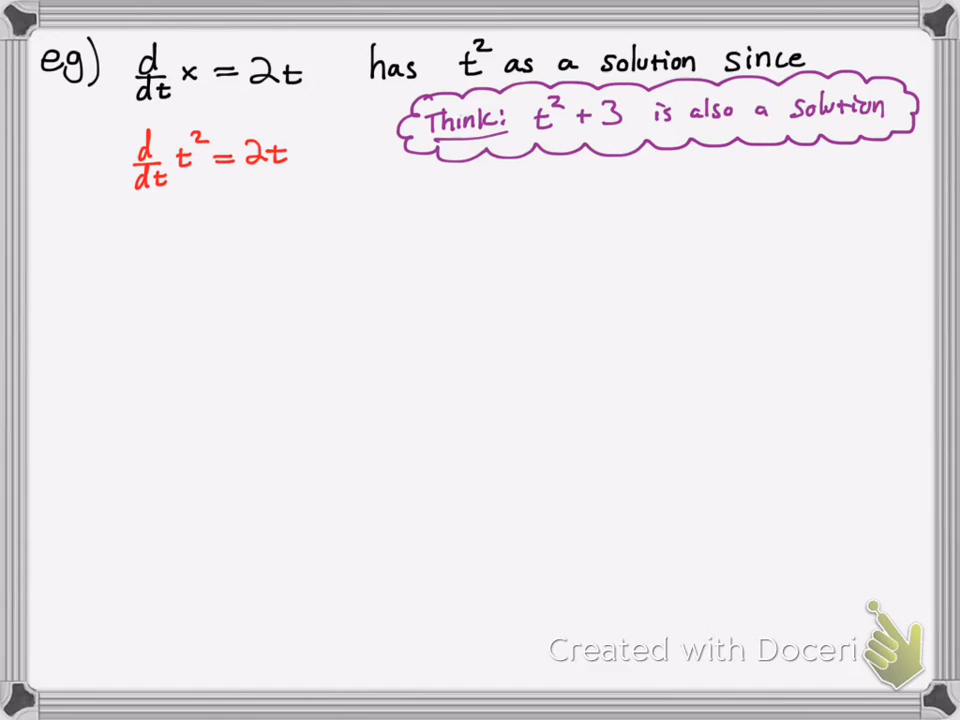 eg) d/dt x = 2t has t² as a solution since
Think: t² + 3 is also a solution
d/dt t² = 2t
Created with Doceri